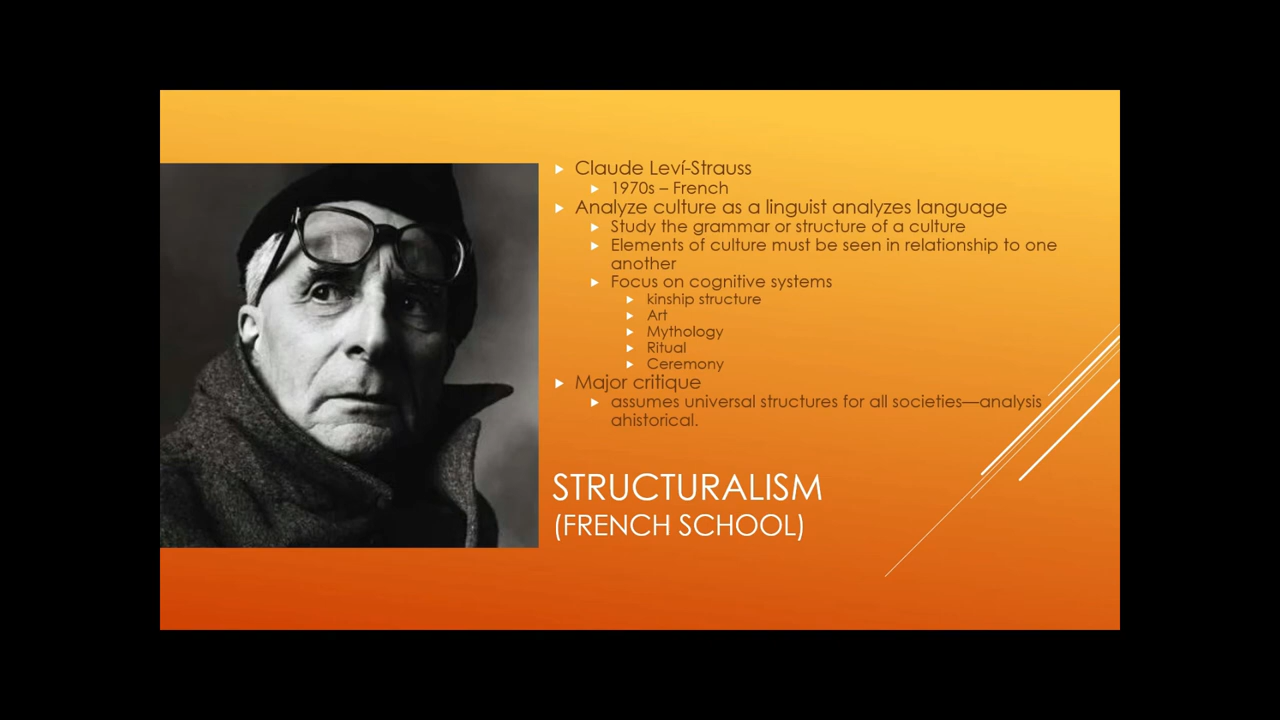 Claude Leví-Strauss
1970s – French
Analyze culture as a linguist analyzes language
Study the grammar or structure of a culture
Elements of culture must be seen in relationship to one
another
Focus on cognitive systems
kinship structure
Art
Mythology
Ritual
Ceremony
Major critique
assumes universal structures for all societies—analysis
ahistorical.
STRUCTURALISM
(FRENCH SCHOOL)